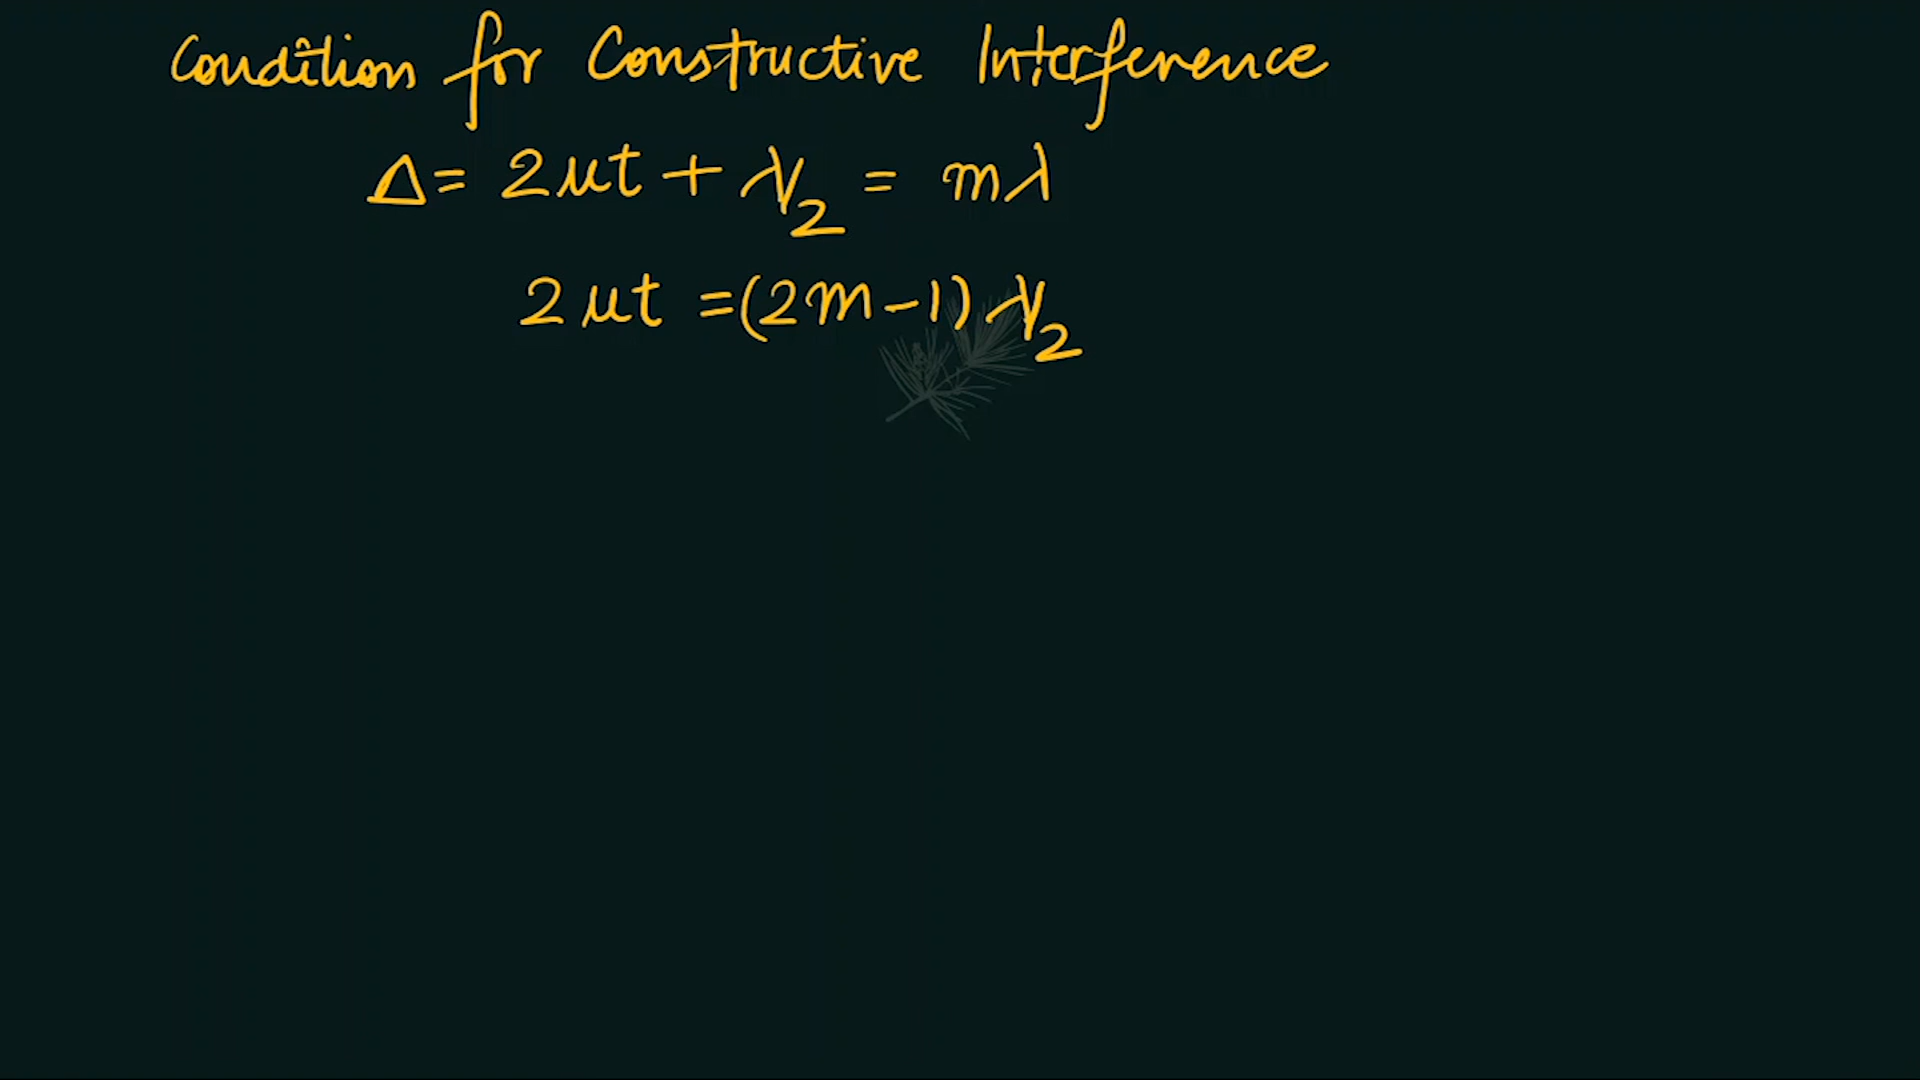 Condition for Constructive Interference
Δ = 2μt + λ/2 = mλ
2μt = (2m-1) λ/2